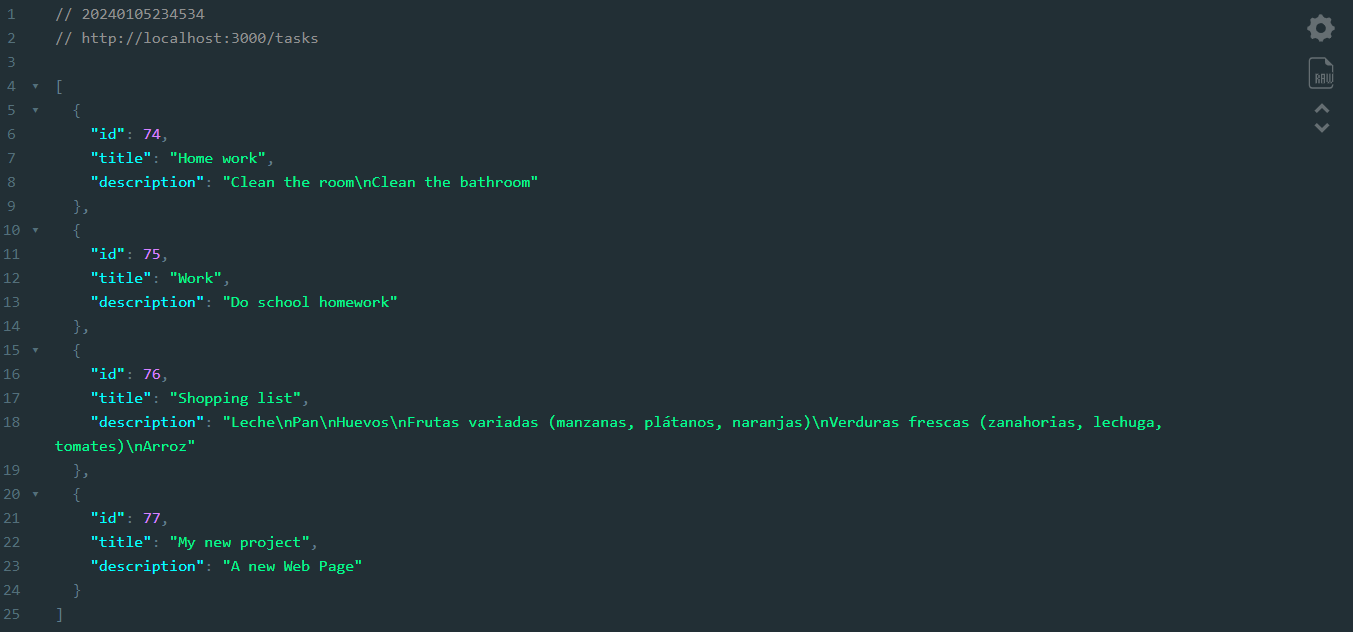 1 // 20240105234534
2 // http://localhost:3000/tasks
3
4 [
5 {
6 "id": 74,
7 "title": "Home work",
8 "description": "Clean the room\nClean the bathroom"
9 },
10 {
11 "id": 75,
12 "title": "Work",
13 "description": "Do school homework"
14 },
15 {
16 "id": 76,
17 "title": "Shopping list",
18 "description": "Leche\nPan\nHuevos\nFrutas variadas (manzanas, plátanos, naranjas)\nVerduras frescas (zanahorias, lechuga,
tomates)\nArroz"
19 },
20 {
21 "id": 77,
22 "title": "My new project",
23 "description": "A new Web Page"
24 }
25 ]
RAW